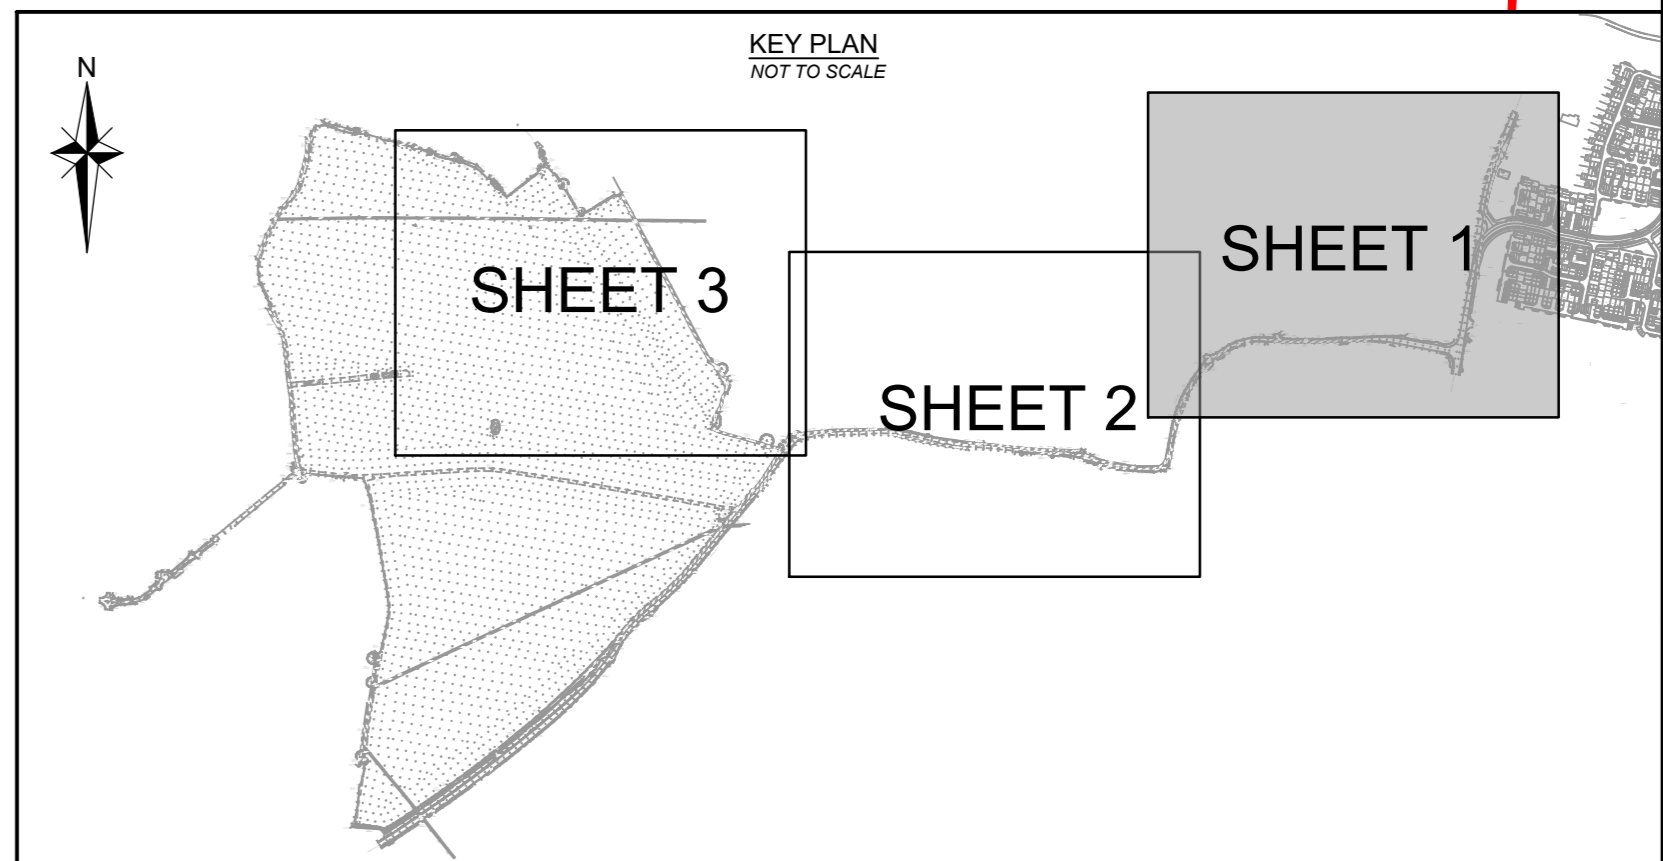 KEY PLAN
NOT TO SCALE
N
SHEET 1
SHEET 3
SHEET 2